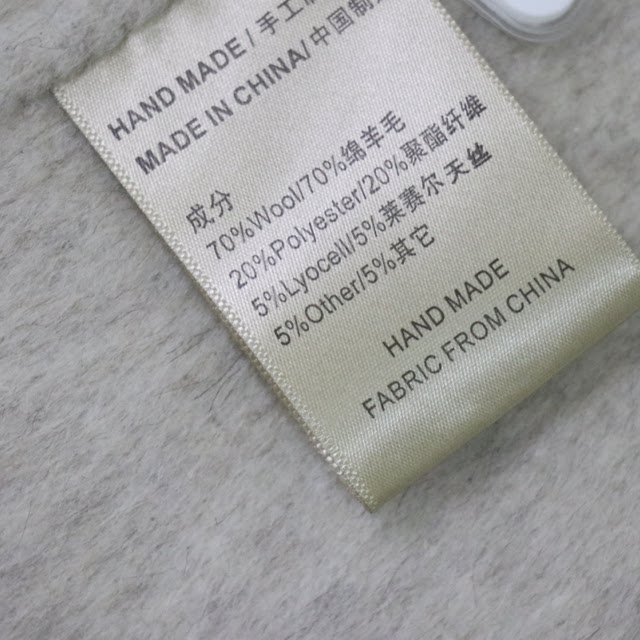 HAND MADE / 手工
MADE IN CHINA/ 中国制
成分
70%Wool/70%绵羊毛
20%Polyester/20%聚酯纤维
5%Lyocell/5%莱赛尔 天丝
5%Other/5%其它
HAND MADE
FABRIC FROM CHINA